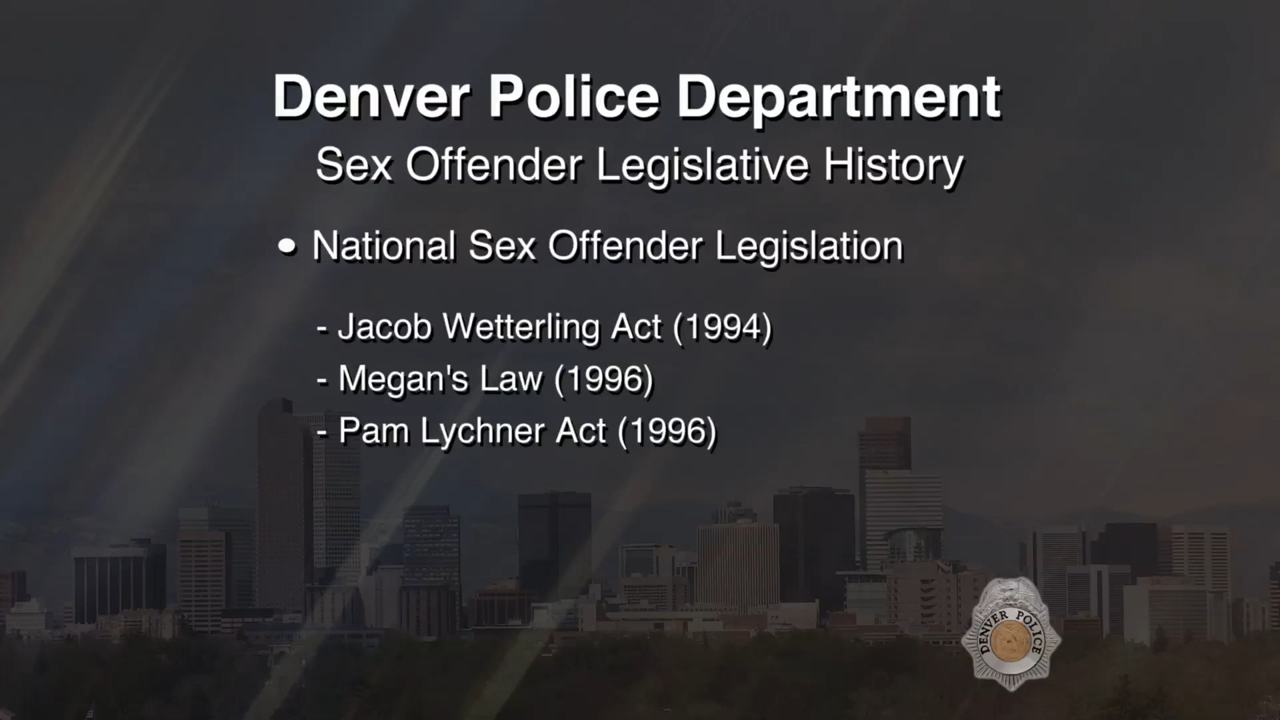 Denver Police Department
Sex Offender Legislative History
• National Sex Offender Legislation
- Jacob Wetterling Act (1994)
- Megan's Law (1996)
- Pam Lychner Act (1996)
DENVER POLICE